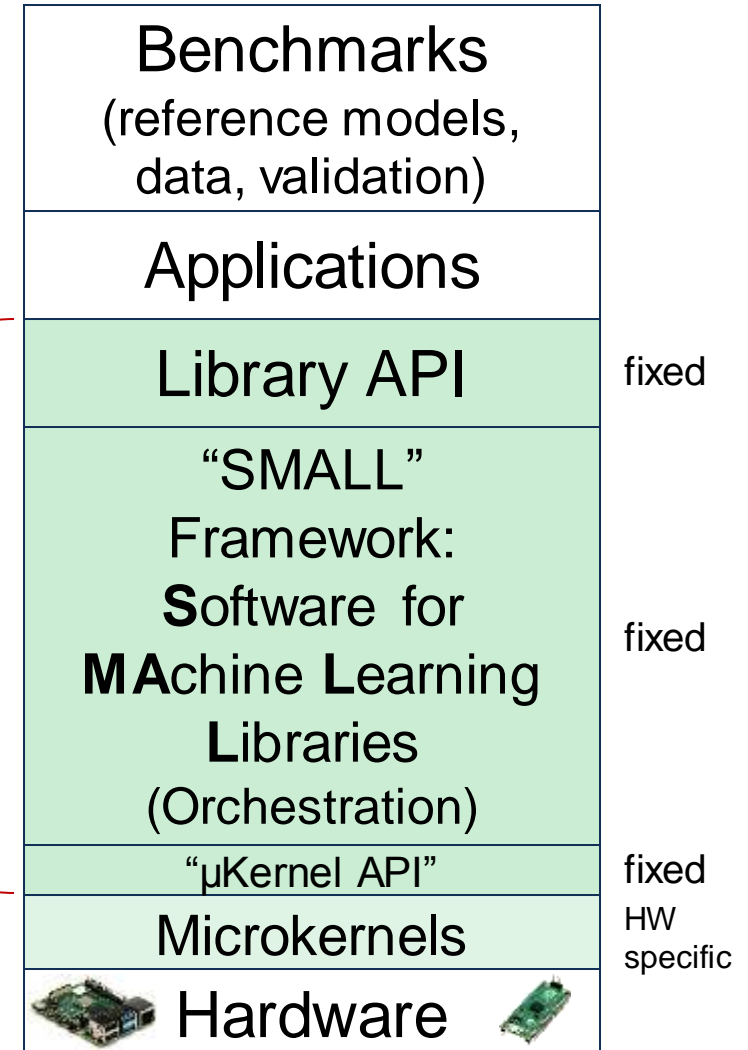 Benchmarks
(reference models,
data, validation)
Applications
Library API
fixed
“SMALL”
Framework:
Software for
MAchine Learning
Libraries
(Orchestration)
fixed
“µKernel API”
fixed
Microkernels
HW
specific
Hardware